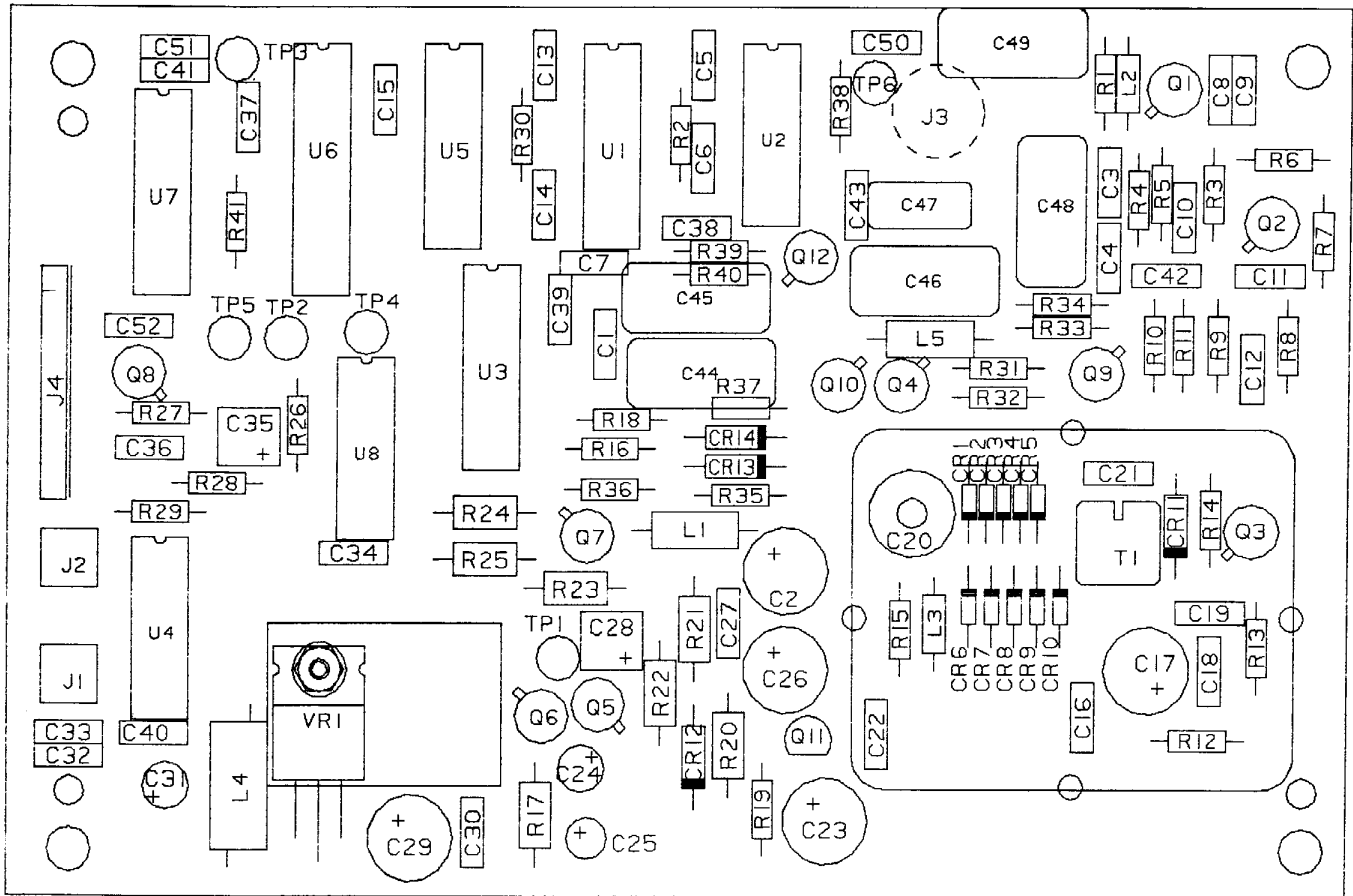 C51
TP3
C41
C37
C15
U7
U6
U5
R41
C13
R30
C14
U1
C5
R2
C6
U2
C50
TP6
R38
J3
C49
R1
L2
Q1
C8
C9
R6
C3
R4
R5
C10
R3
Q2
R7
C43
C47
C48
C4
C42
C11
C38
R39
R40
Q12
C46
C7
C45
C39
C1
C44
R37
R34
R33
L5
R31
R32
Q10
Q4
Q9
R10
R11
R9
C12
R8
TP5
TP2
TP4
C52
Q8
J4
R27
C35
+
R26
C36
R28
R29
U8
U3
R18
R16
R36
CR14
CR13
R35
R24
R25
Q7
L1
C34
R23
J2
J1
U4
C33
C32
C40
C31
+
L4
VR1
C29
+
C30
TP1
C28
+
Q6
Q5
C24
+
R17
C25
+
R22
R21
C27
C2
+
C26
+
CR12
R20
Q11
R19
C23
+
CR1
CR2
CR3
CR4
CR5
C20
C21
T1
CR11
R14
Q3
R15
L3
CR6
CR7
CR8
CR9
CR10
C19
R13
C17
+
C18
C16
C22
R12